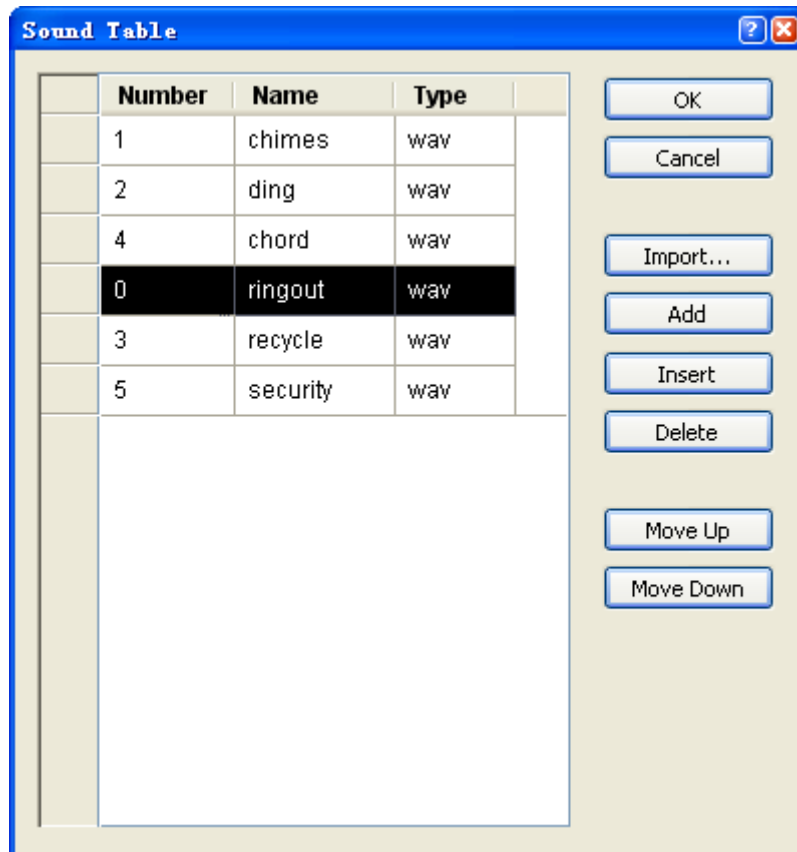 Sound Table
Number Name Type
1 chimes wav
2 ding wav
4 chord wav
0 ringout wav
3 recycle wav
5 security wav
OK
Cancel
Import...
Add
Insert
Delete
Move Up
Move Down